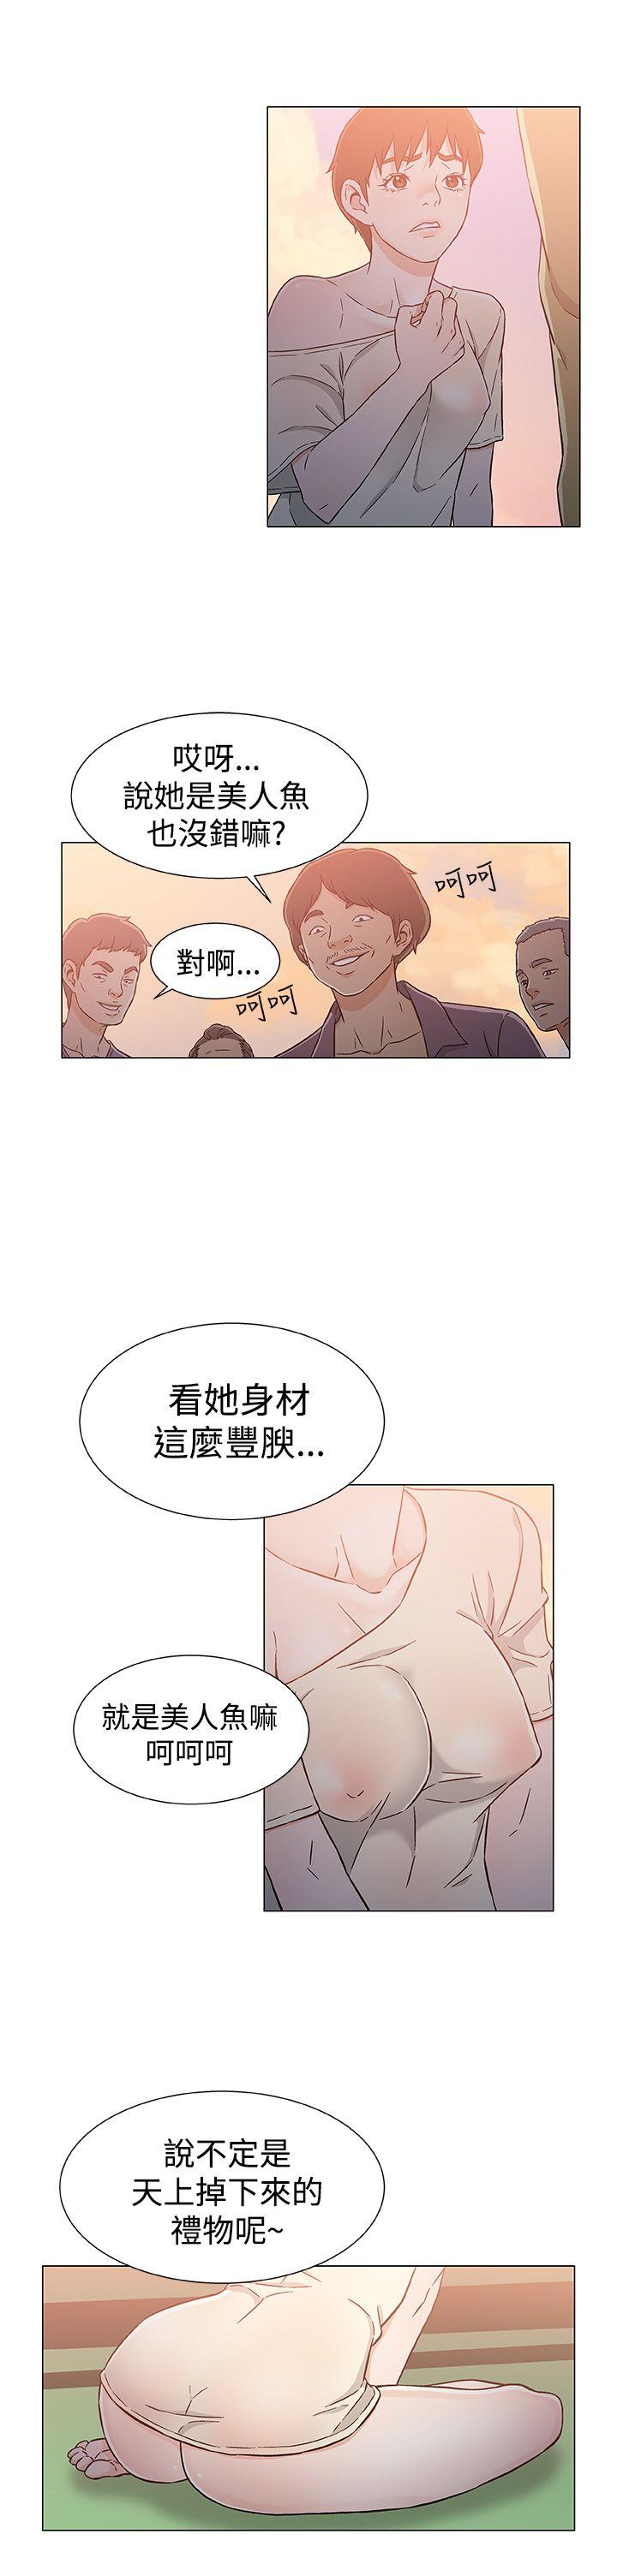 哎呀...
說她是美人魚
也沒錯嘛?
呵呵
對啊...
呵呵
看她身材
這麼豐腴...
就是美人魚嘛
呵呵呵
說不定是
天上掉下來的
禮物呢~